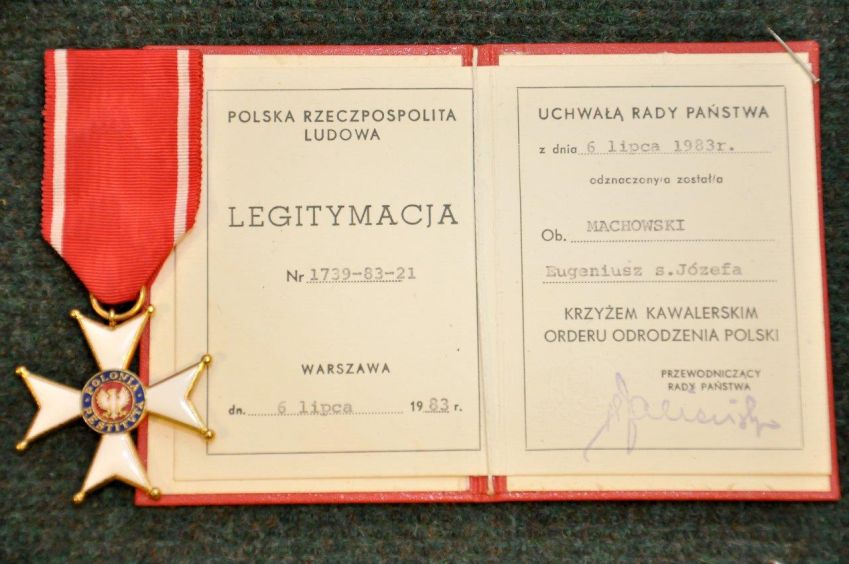 POLSKA RZECZPOSPOLITA
LUDOWA
LEGITYMACJA
Nr 1739-83-21
WARSZAWA
dn. 6 lipca 1983 r.
UCHWAŁĄ RADY PAŃSTWA
z dnia 6 lipca 1983r.
odznaczony/a został/a
Ob. MACHOWSKI
Eugeniusz s.Józefa
KRZYŻEM KAWALERSKIM
ORDERU ODRODZENIA POLSKI
PRZEWODNICZĄCY
RADY PAŃSTWA
POLONIA
RESTITUTA